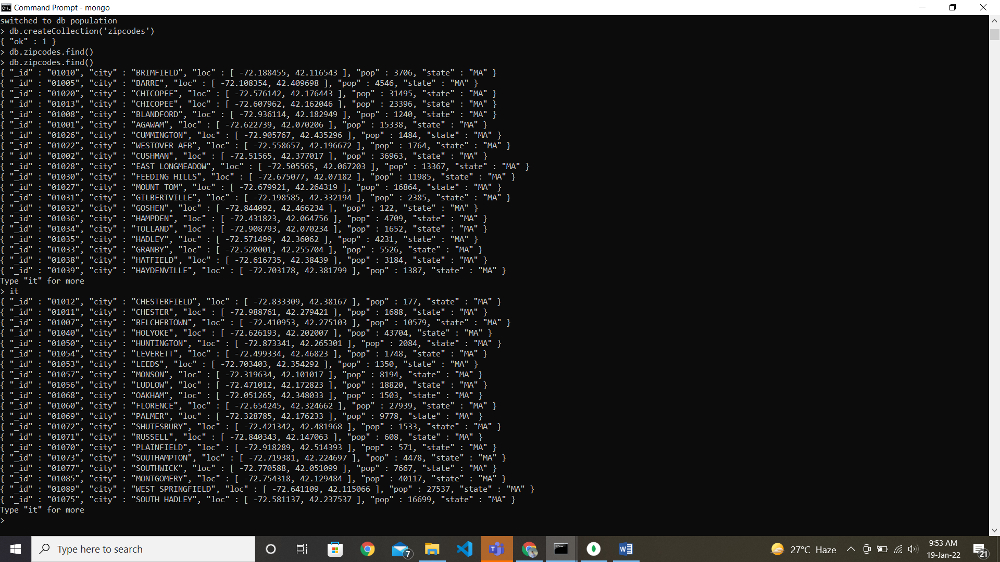 Command Prompt - mongo
switched to db population
> db.createCollection('zipcodes')
{ "ok" : 1 }
> db.zipcodes.find()
> db.zipcodes.find()
{ "_id" : "01010", "city" : "BRIMFIELD", "loc" : [ -72.188455, 42.116543 ], "pop" : 3706, "state" : "MA" }
{ "_id" : "01005", "city" : "BARRE", "loc" : [ -72.108354, 42.409698 ], "pop" : 4546, "state" : "MA" }
{ "_id" : "01020", "city" : "CHICOPEE", "loc" : [ -72.576142, 42.176443 ], "pop" : 31495, "state" : "MA" }
{ "_id" : "01013", "city" : "CHICOPEE", "loc" : [ -72.607962, 42.162046 ], "pop" : 23396, "state" : "MA" }
{ "_id" : "01008", "city" : "BLANDFORD", "loc" : [ -72.936114, 42.182949 ], "pop" : 1240, "state" : "MA" }
{ "_id" : "01001", "city" : "AGAWAM", "loc" : [ -72.622739, 42.070206 ], "pop" : 15338, "state" : "MA" }
{ "_id" : "01026", "city" : "CUMMINGTON", "loc" : [ -72.905767, 42.435296 ], "pop" : 1484, "state" : "MA" }
{ "_id" : "01022", "city" : "WESTOVER AFB", "loc" : [ -72.558657, 42.196672 ], "pop" : 1764, "state" : "MA" }
{ "_id" : "01002", "city" : "CUSHMAN", "loc" : [ -72.51565, 42.377017 ], "pop" : 36963, "state" : "MA" }
{ "_id" : "01028", "city" : "EAST LONGMEADOW", "loc" : [ -72.505565, 42.067203 ], "pop" : 13367, "state" : "MA" }
{ "_id" : "01030", "city" : "FEEDING HILLS", "loc" : [ -72.675077, 42.07182 ], "pop" : 11985, "state" : "MA" }
{ "_id" : "01027", "city" : "MOUNT TOM", "loc" : [ -72.679921, 42.264319 ], "pop" : 16864, "state" : "MA" }
{ "_id" : "01031", "city" : "GILBERTVILLE", "loc" : [ -72.198585, 42.332194 ], "pop" : 2385, "state" : "MA" }
{ "_id" : "01032", "city" : "GOSHEN", "loc" : [ -72.844092, 42.466234 ], "pop" : 122, "state" : "MA" }
{ "_id" : "01036", "city" : "HAMPDEN", "loc" : [ -72.431823, 42.064756 ], "pop" : 4709, "state" : "MA" }
{ "_id" : "01034", "city" : "TOLLAND", "loc" : [ -72.908793, 42.070234 ], "pop" : 1652, "state" : "MA" }
{ "_id" : "01035", "city" : "HADLEY", "loc" : [ -72.571499, 42.36062 ], "pop" : 4231, "state" : "MA" }
{ "_id" : "01033", "city" : "GRANBY", "loc" : [ -72.520001, 42.255704 ], "pop" : 5526, "state" : "MA" }
{ "_id" : "01038", "city" : "HATFIELD", "loc" : [ -72.616735, 42.38439 ], "pop" : 3184, "state" : "MA" }
{ "_id" : "01039", "city" : "HAYDENVILLE", "loc" : [ -72.703178, 42.381799 ], "pop" : 1387, "state" : "MA" }
Type "it" for more
> it
{ "_id" : "01012", "city" : "CHESTERFIELD", "loc" : [ -72.833309, 42.38167 ], "pop" : 177, "state" : "MA" }
{ "_id" : "01011", "city" : "CHESTER", "loc" : [ -72.988761, 42.279421 ], "pop" : 1688, "state" : "MA" }
{ "_id" : "01007", "city" : "BELCHERTOWN", "loc" : [ -72.410953, 42.275103 ], "pop" : 10579, "state" : "MA" }
{ "_id" : "01040", "city" : "HOLYOKE", "loc" : [ -72.626193, 42.202007 ], "pop" : 43704, "state" : "MA" }
{ "_id" : "01050", "city" : "HUNTINGTON", "loc" : [ -72.873341, 42.265301 ], "pop" : 2084, "state" : "MA" }
{ "_id" : "01054", "city" : "LEVERETT", "loc" : [ -72.499334, 42.46823 ], "pop" : 1748, "state" : "MA" }
{ "_id" : "01053", "city" : "LEEDS", "loc" : [ -72.703403, 42.354292 ], "pop" : 1350, "state" : "MA" }
{ "_id" : "01057", "city" : "MONSON", "loc" : [ -72.319634, 42.101017 ], "pop" : 8194, "state" : "MA" }
{ "_id" : "01056", "city" : "LUDLOW", "loc" : [ -72.471012, 42.172823 ], "pop" : 18820, "state" : "MA" }
{ "_id" : "01068", "city" : "OAKHAM", "loc" : [ -72.051265, 42.348033 ], "pop" : 1503, "state" : "MA" }
{ "_id" : "01060", "city" : "FLORENCE", "loc" : [ -72.654245, 42.324662 ], "pop" : 27939, "state" : "MA" }
{ "_id" : "01069", "city" : "PALMER", "loc" : [ -72.328785, 42.176233 ], "pop" : 9778, "state" : "MA" }
{ "_id" : "01072", "city" : "SHUTESBURY", "loc" : [ -72.421342, 42.481968 ], "pop" : 1533, "state" : "MA" }
{ "_id" : "01071", "city" : "RUSSELL", "loc" : [ -72.840343, 42.147063 ], "pop" : 608, "state" : "MA" }
{ "_id" : "01070", "city" : "PLAINFIELD", "loc" : [ -72.918289, 42.514393 ], "pop" : 571, "state" : "MA" }
{ "_id" : "01073", "city" : "SOUTHAMPTON", "loc" : [ -72.719381, 42.224697 ], "pop" : 4478, "state" : "MA" }
{ "_id" : "01077", "city" : "SOUTHWICK", "loc" : [ -72.770588, 42.051099 ], "pop" : 7667, "state" : "MA" }
{ "_id" : "01085", "city" : "MONTGOMERY", "loc" : [ -72.754318, 42.129484 ], "pop" : 40117, "state" : "MA" }
{ "_id" : "01089", "city" : "WEST SPRINGFIELD", "loc" : [ -72.641109, 42.115066 ], "pop" : 27537, "state" : "MA" }
{ "_id" : "01075", "city" : "SOUTH HADLEY", "loc" : [ -72.581137, 42.237537 ], "pop" : 16699, "state" : "MA" }
Type "it" for more
>
Type here to search
7
27°C Haze
9:53 AM
19-Jan-22
21